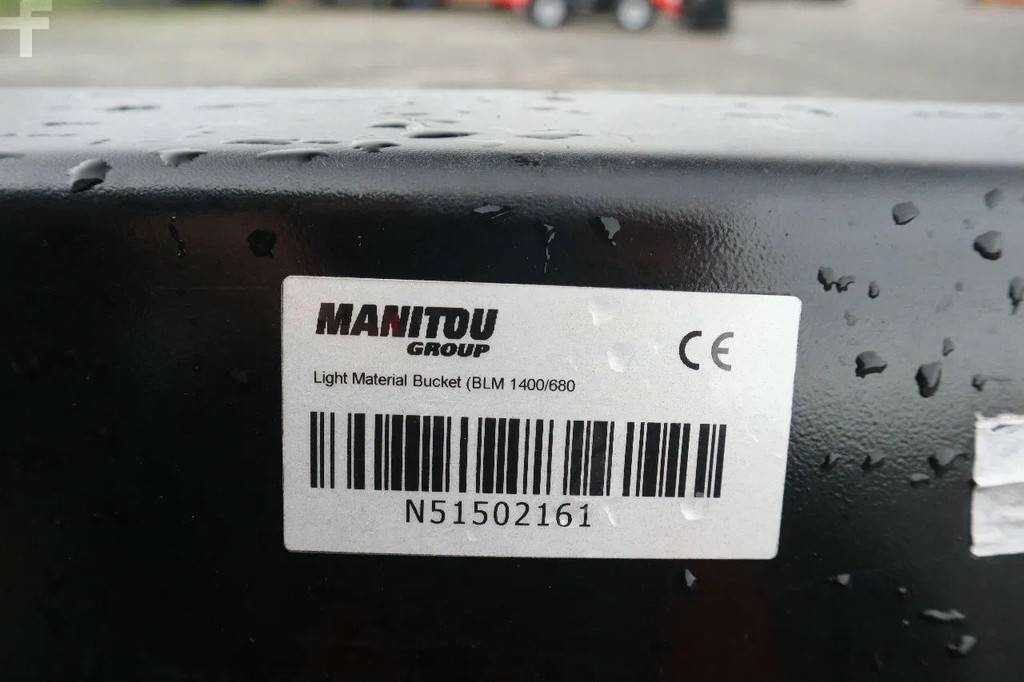 MANITOU
GROUP
CE
Light Material Bucket (BLM 1400/680
N51502161